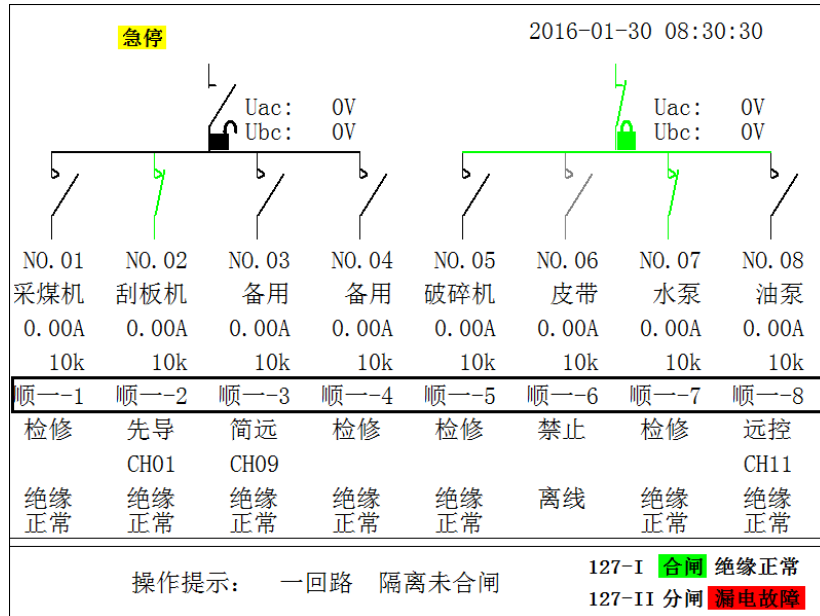 急停
2016-01-30 08:30:30
Uac: 0V Uac: 0V
Ubc: 0V Ubc: 0V
NO.01 NO.02 NO.03 NO.04 NO.05 NO.06 NO.07 NO.08
采煤机 刮板机 备用 备用 破碎机 皮带 水泵 油泵
0.00A 0.00A 0.00A 0.00A 0.00A 0.00A 0.00A 0.00A
10k 10k 10k 10k 10k 10k 10k 10k
顺一-1 顺一-2 顺一-3 顺一-4 顺一-5 顺一-6 顺一-7 顺一-8
检修 先导 简远 检修 检修 禁止 检修 远控
CH01 CH09 CH11
绝缘 绝缘 绝缘 绝缘 绝缘 离线 绝缘 绝缘
正常 正常 正常 正常 正常 正常 正常
操作提示: 一回路 隔离未合闸
127-I 合闸 绝缘正常
127-II 分闸 漏电故障